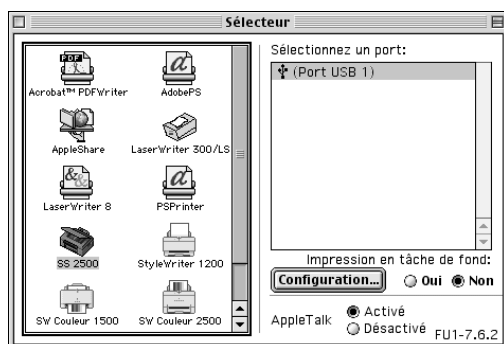 Sélecteur
Acrobat™ PDFWriter
AdobePS
AppleShare
LaserWriter 300/LS
LaserWriter 8
PSPrinter
SS 2500
StyleWriter 1200
SW Couleur 1500
SW Couleur 2500
Sélectionnez un port:
(Port USB 1)
Impression en tâche de fond:
Configuration...
Oui
Non
AppleTalk
Activé
Désactivé
FU1-7.6.2